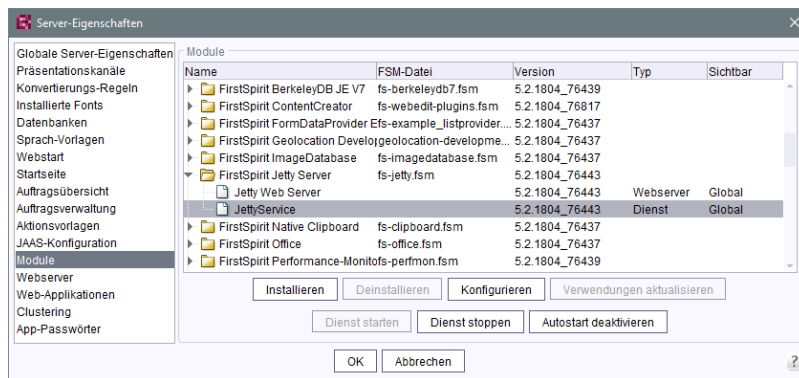 Server-Eigenschaften
Globale Server-Eigenschaften
Präsentationskanäle
Konvertierungs-Regeln
Installierte Fonts
Datenbanken
Sprach-Vorlagen
Webstart
Startseite
Auftragsübersicht
Auftragsverwaltung
Aktionsvorlagen
JAAS-Konfiguration
Module
Webserver
Web-Applikationen
Clustering
App-Passwörter
Module
Name FSM-Datei Version Typ Sichtbar
FirstSpirit BerkeleyDB JE V7 fs-berkeleydb7.fsm 5.2.1804_76439
FirstSpirit ContentCreator fs-webedit-plugins.fsm 5.2.1804_76817
FirstSpirit FormDataProvider E fs-example_listprovider.... 5.2.1804_76437
FirstSpirit Geolocation Develop geolocation-developme... 5.2.1804_76437
FirstSpirit ImageDatabase fs-imagedatabase.fsm 5.2.1804_76437
FirstSpirit Jetty Server fs-jetty.fsm 5.2.1804_76443
Jetty Web Server 5.2.1804_76443 Webserver Global
JettyService 5.2.1804_76443 Dienst Global
FirstSpirit Native Clipboard fs-clipboard.fsm 5.2.1804_76437
FirstSpirit Office fs-office.fsm 5.2.1804_76437
FirstSpirit Performance-Monito fs-perfmon.fsm 5.2.1804_76439
Installieren Deinstallieren Konfigurieren Verwendungen aktualisieren
Dienst starten Dienst stoppen Autostart deaktivieren
OK Abbrechen ?